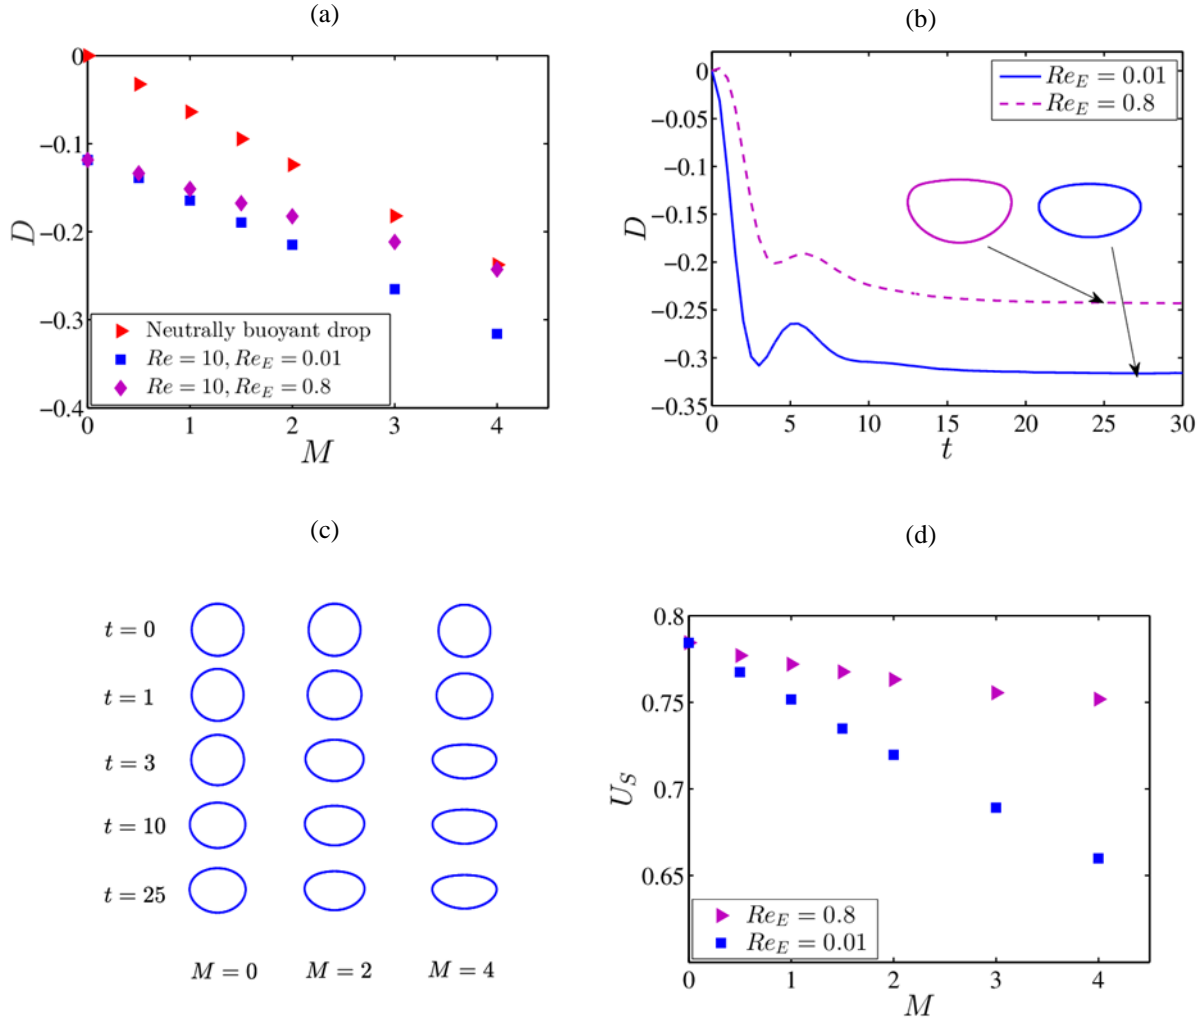 (a)
0
−0.1
−0.2
−0.3
−0.4
D
Neutrally buoyant drop
Re = 10, Re_E = 0.01
Re = 10, Re_E = 0.8
0 1 2 3 4
M
(b)
0
−0.05
−0.1
−0.15
−0.2
−0.25
−0.3
−0.35
D
Re_E = 0.01
Re_E = 0.8
0 5 10 15 20 25 30
t
(c)
t = 0
t = 1
t = 3
t = 10
t = 25
M = 0 M = 2 M = 4
(d)
0.8
0.75
0.7
0.65
U_S
Re_E = 0.8
Re_E = 0.01
0 1 2 3 4
M